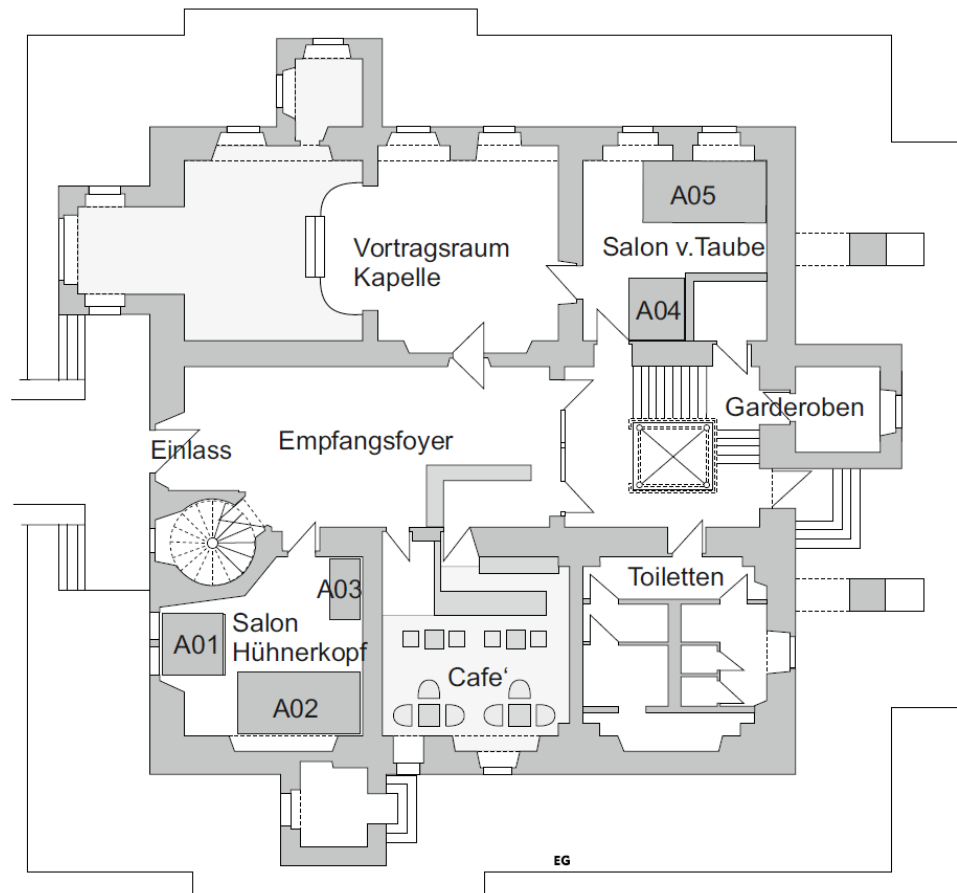 A05
Vortragsraum
Kapelle
Salon v.Taube
A04
Garderoben
Einlass
Empfangsfoyer
A03
Toiletten
A01
Salon
Hühnerkopf
Cafe‘
A02
EG